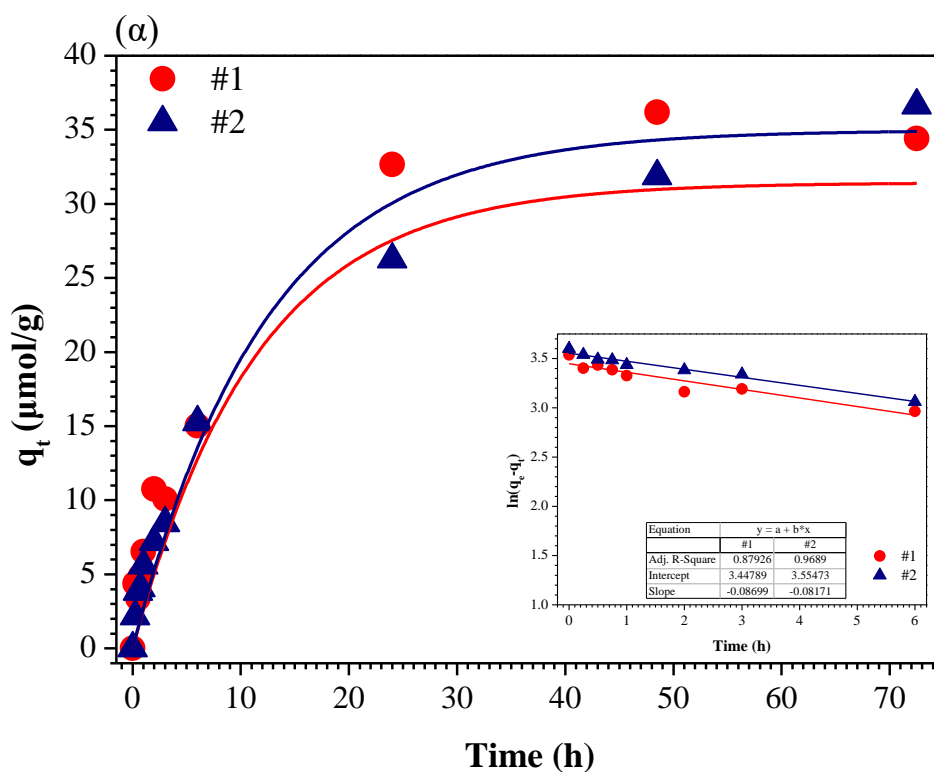 (α)
40
35
30
25
20
15
10
5
0
qt (μmol/g)
#1
#2
0 10 20 30 40 50 60 70
Time (h)
3.5
3.0
2.5
2.0
1.5
1.0
ln(qe-qt)
Equation y = a + b*x
#1 #2
Adj. R-Square 0.87926 0.9689
Intercept 3.44789 3.55473
Slope -0.08699 -0.08171
#1
#2
0 1 2 3 4 5 6
Time (h)